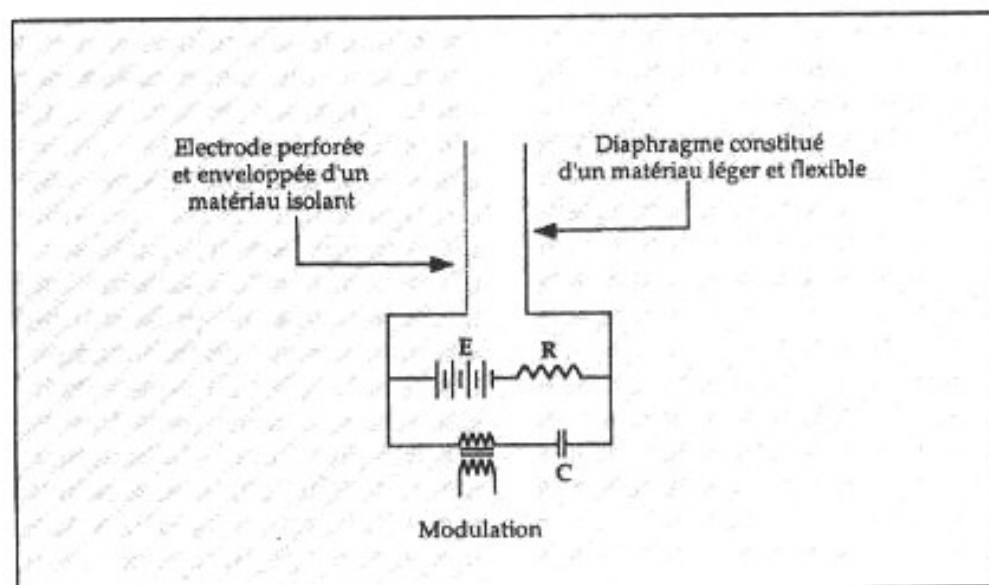 Electrode perforée
et enveloppée d'un
matériau isolant
Diaphragme constitué
d'un matériau léger et flexible
E
R
C
Modulation